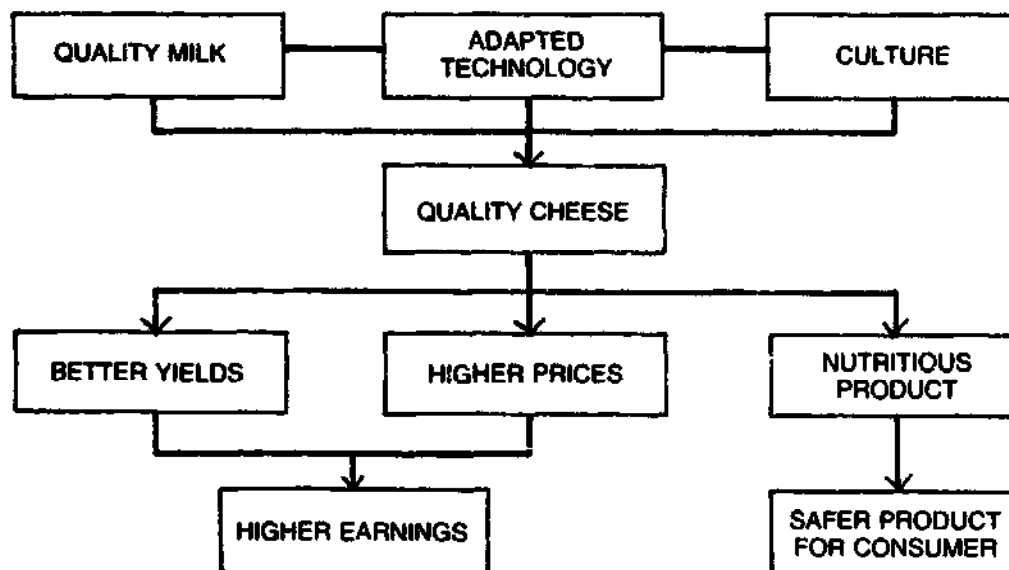 QUALITY MILK
ADAPTED
TECHNOLOGY
CULTURE
QUALITY CHEESE
BETTER YIELDS
HIGHER PRICES
NUTRITIOUS
PRODUCT
HIGHER EARNINGS
SAFER PRODUCT
FOR CONSUMER